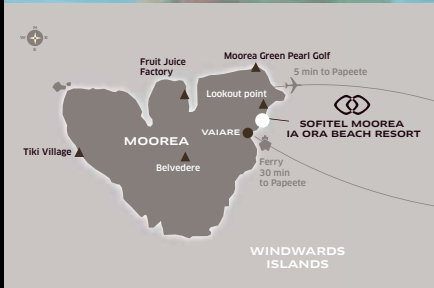 Moorea Green Pearl Golf
Fruit Juice
Factory
5 min to Papeete
Lookout point
SOFITEL MOOREA
IA ORA BEACH RESORT
VAIARE
MOOREA
Tiki Village
Belvedere
Ferry
30 min
to Papeete
WINDWARDS
ISLANDS